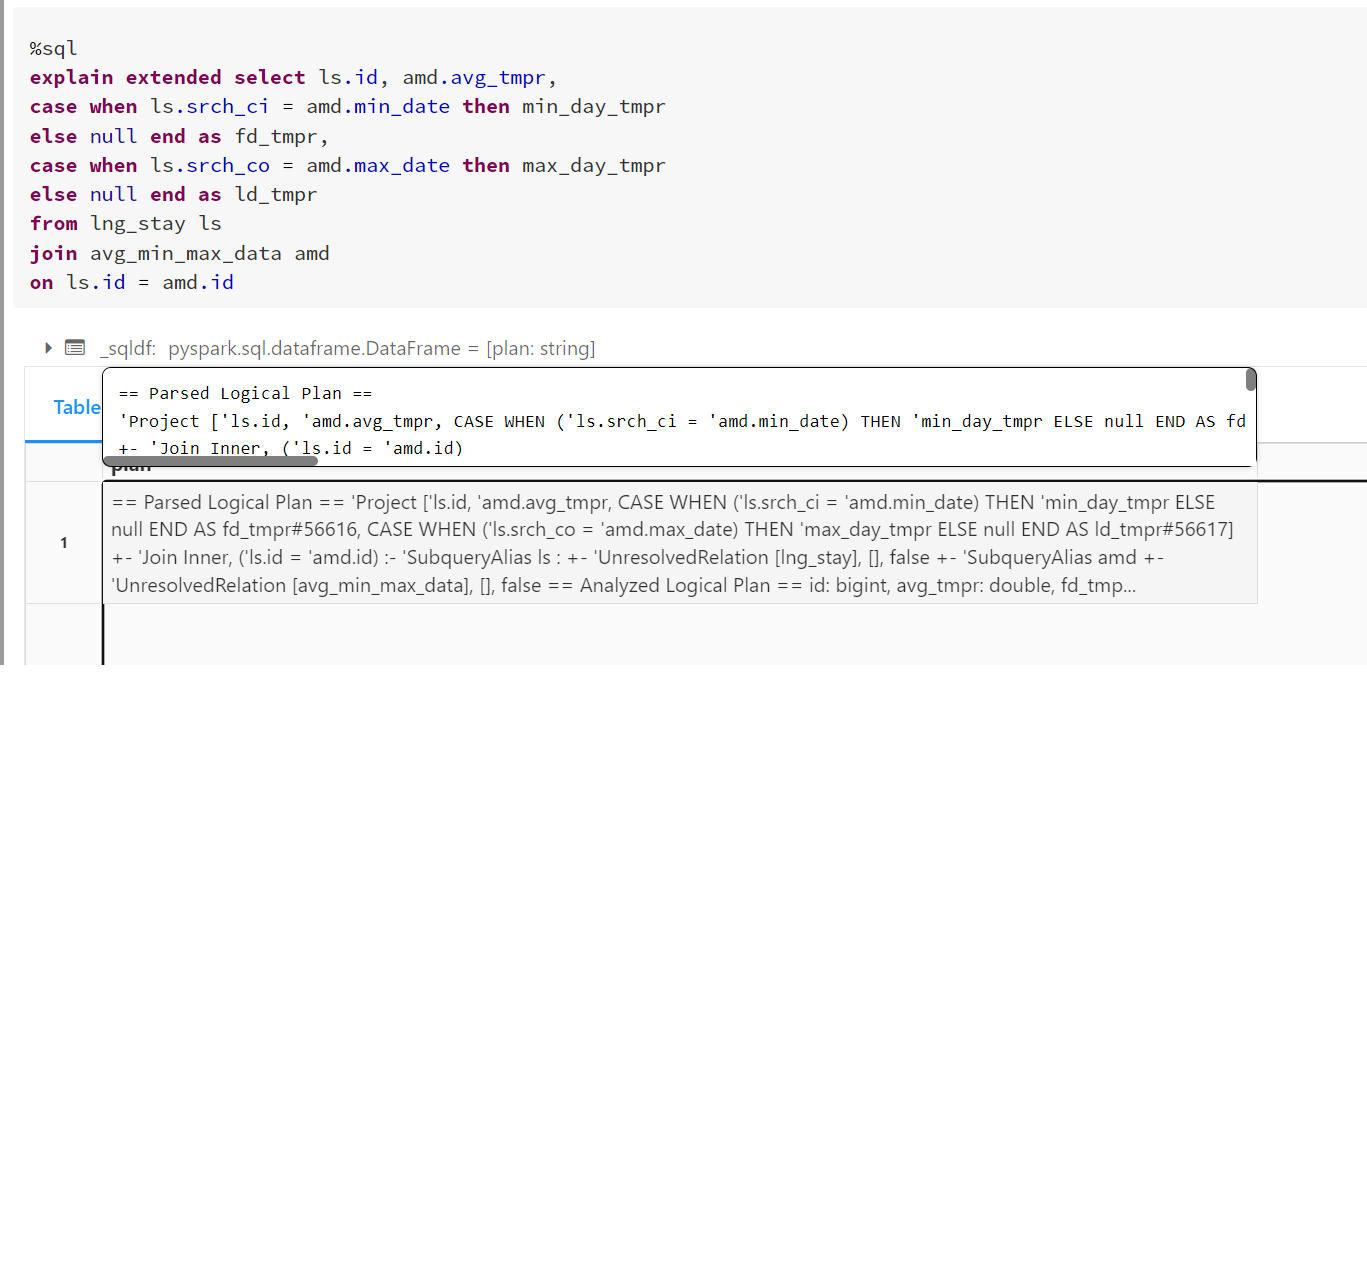 %sql
explain extended select ls.id, amd.avg_tmpr,
case when ls.srch_ci = amd.min_date then min_day_tmpr
else null end as fd_tmpr,
case when ls.srch_co = amd.max_date then max_day_tmpr
else null end as ld_tmpr
from lng_stay ls
join avg_min_max_data amd
on ls.id = amd.id
_sqldf: pyspark.sql.dataframe.DataFrame = [plan: string]
Table
== Parsed Logical Plan ==
'Project ['ls.id, 'amd.avg_tmpr, CASE WHEN ('ls.srch_ci = 'amd.min_date) THEN 'min_day_tmpr ELSE null END AS fd
+- 'Join Inner, ('ls.id = 'amd.id)
plan
1
== Parsed Logical Plan == 'Project ['ls.id, 'amd.avg_tmpr, CASE WHEN ('ls.srch_ci = 'amd.min_date) THEN 'min_day_tmpr ELSE
null END AS fd_tmpr#56616, CASE WHEN ('ls.srch_co = 'amd.max_date) THEN 'max_day_tmpr ELSE null END AS ld_tmpr#56617]
+- 'Join Inner, ('ls.id = 'amd.id) :- 'SubqueryAlias ls : +- 'UnresolvedRelation [lng_stay], [], false +- 'SubqueryAlias amd +-
'UnresolvedRelation [avg_min_max_data], [], false == Analyzed Logical Plan == id: bigint, avg_tmpr: double, fd_tmp...